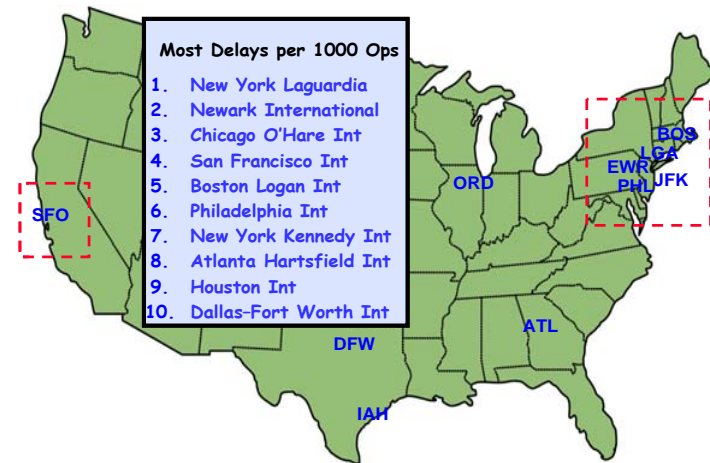 Most Delays per 1000 Ops
1. New York Laguardia
2. Newark International
3. Chicago O'Hare Int
4. San Francisco Int
5. Boston Logan Int
6. Philadelphia Int
7. New York Kennedy Int
8. Atlanta Hartsfield Int
9. Houston Int
10. Dallas-Fort Worth Int
BOS
LGA
EWR
PHL
JFK
ORD
SFO
ATL
DFW
IAH